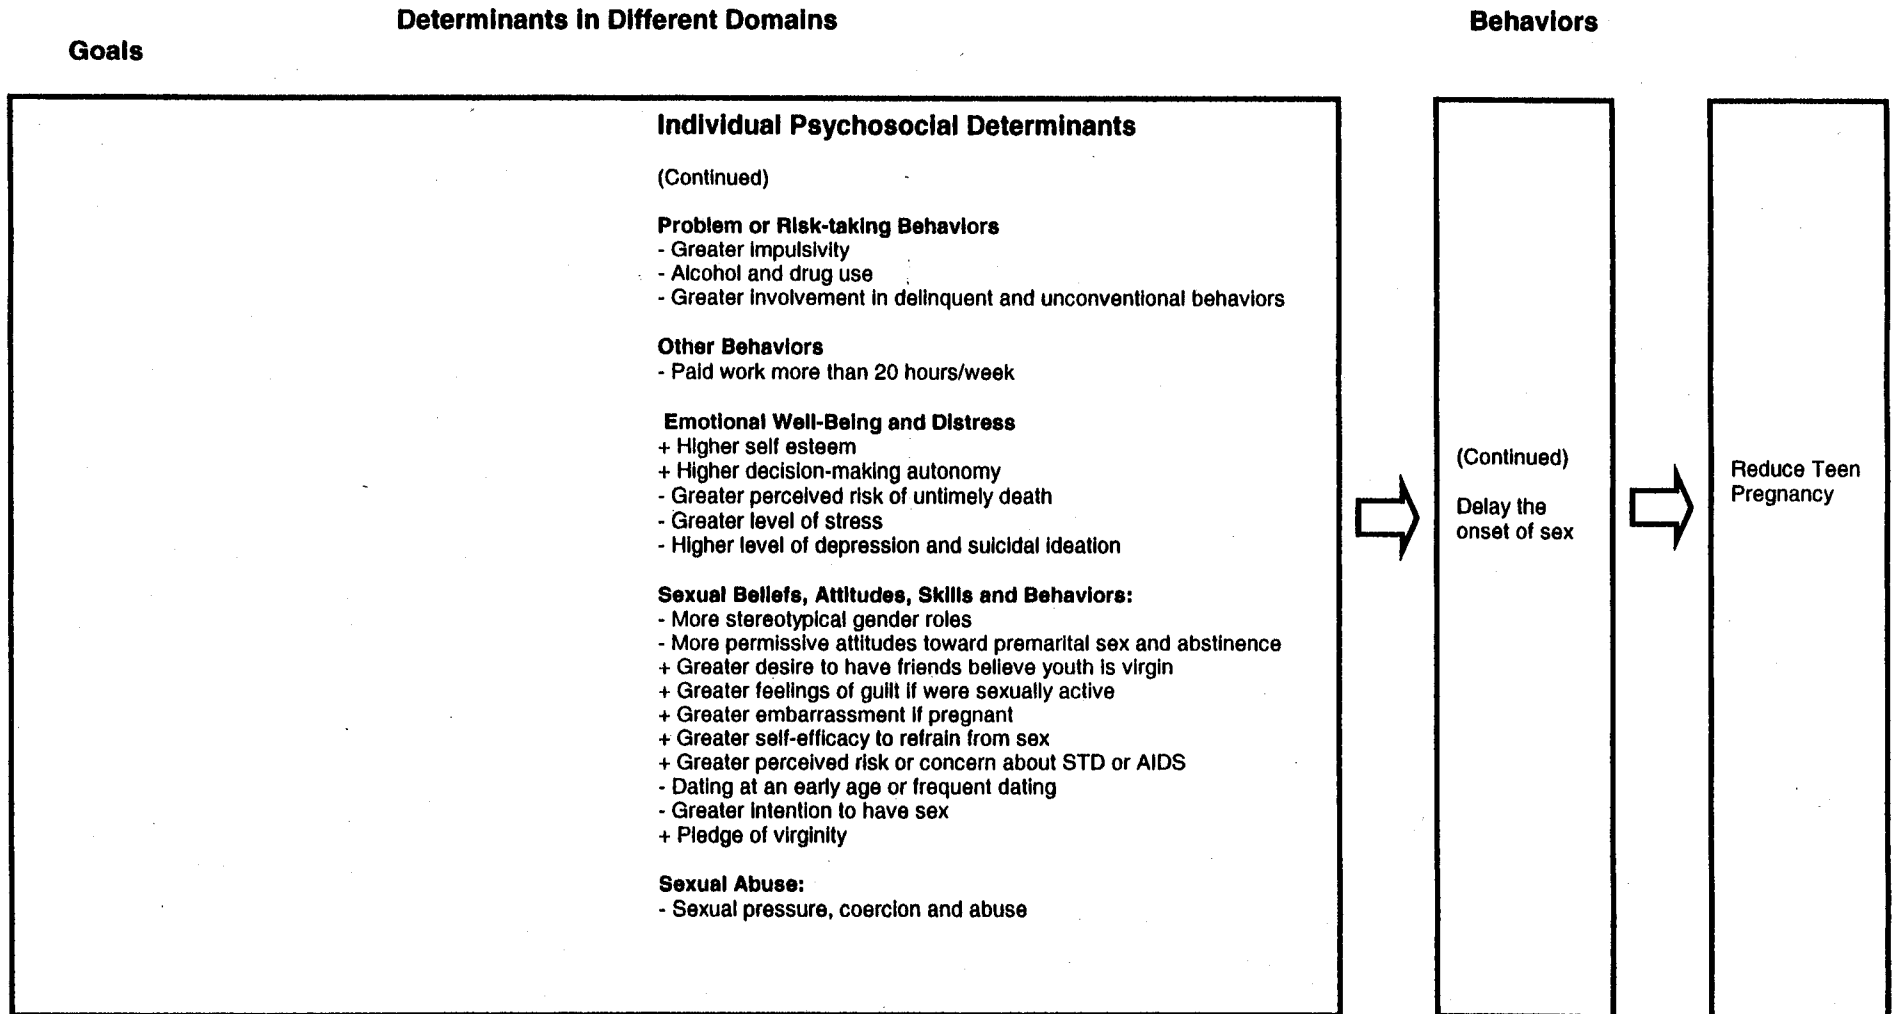 Determinants in Different Domains
Behaviors
Goals
Individual Psychosocial Determinants
(Continued)
Problem or Risk-taking Behaviors
- Greater impulsivity
- Alcohol and drug use
- Greater involvement in delinquent and unconventional behaviors
Other Behaviors
- Paid work more than 20 hours/week
Emotional Well-Being and Distress
+ Higher self esteem
+ Higher decision-making autonomy
- Greater perceived risk of untimely death
- Greater level of stress
- Higher level of depression and suicidal ideation
Sexual Beliefs, Attitudes, Skills and Behaviors:
- More stereotypical gender roles
- More permissive attitudes toward premarital sex and abstinence
+ Greater desire to have friends believe youth is virgin
+ Greater feelings of guilt if were sexually active
+ Greater embarrassment if pregnant
+ Greater self-efficacy to refrain from sex
+ Greater perceived risk or concern about STD or AIDS
- Dating at an early age or frequent dating
- Greater intention to have sex
+ Pledge of virginity
Sexual Abuse:
- Sexual pressure, coercion and abuse
(Continued)
Delay the
onset of sex
Reduce Teen
Pregnancy